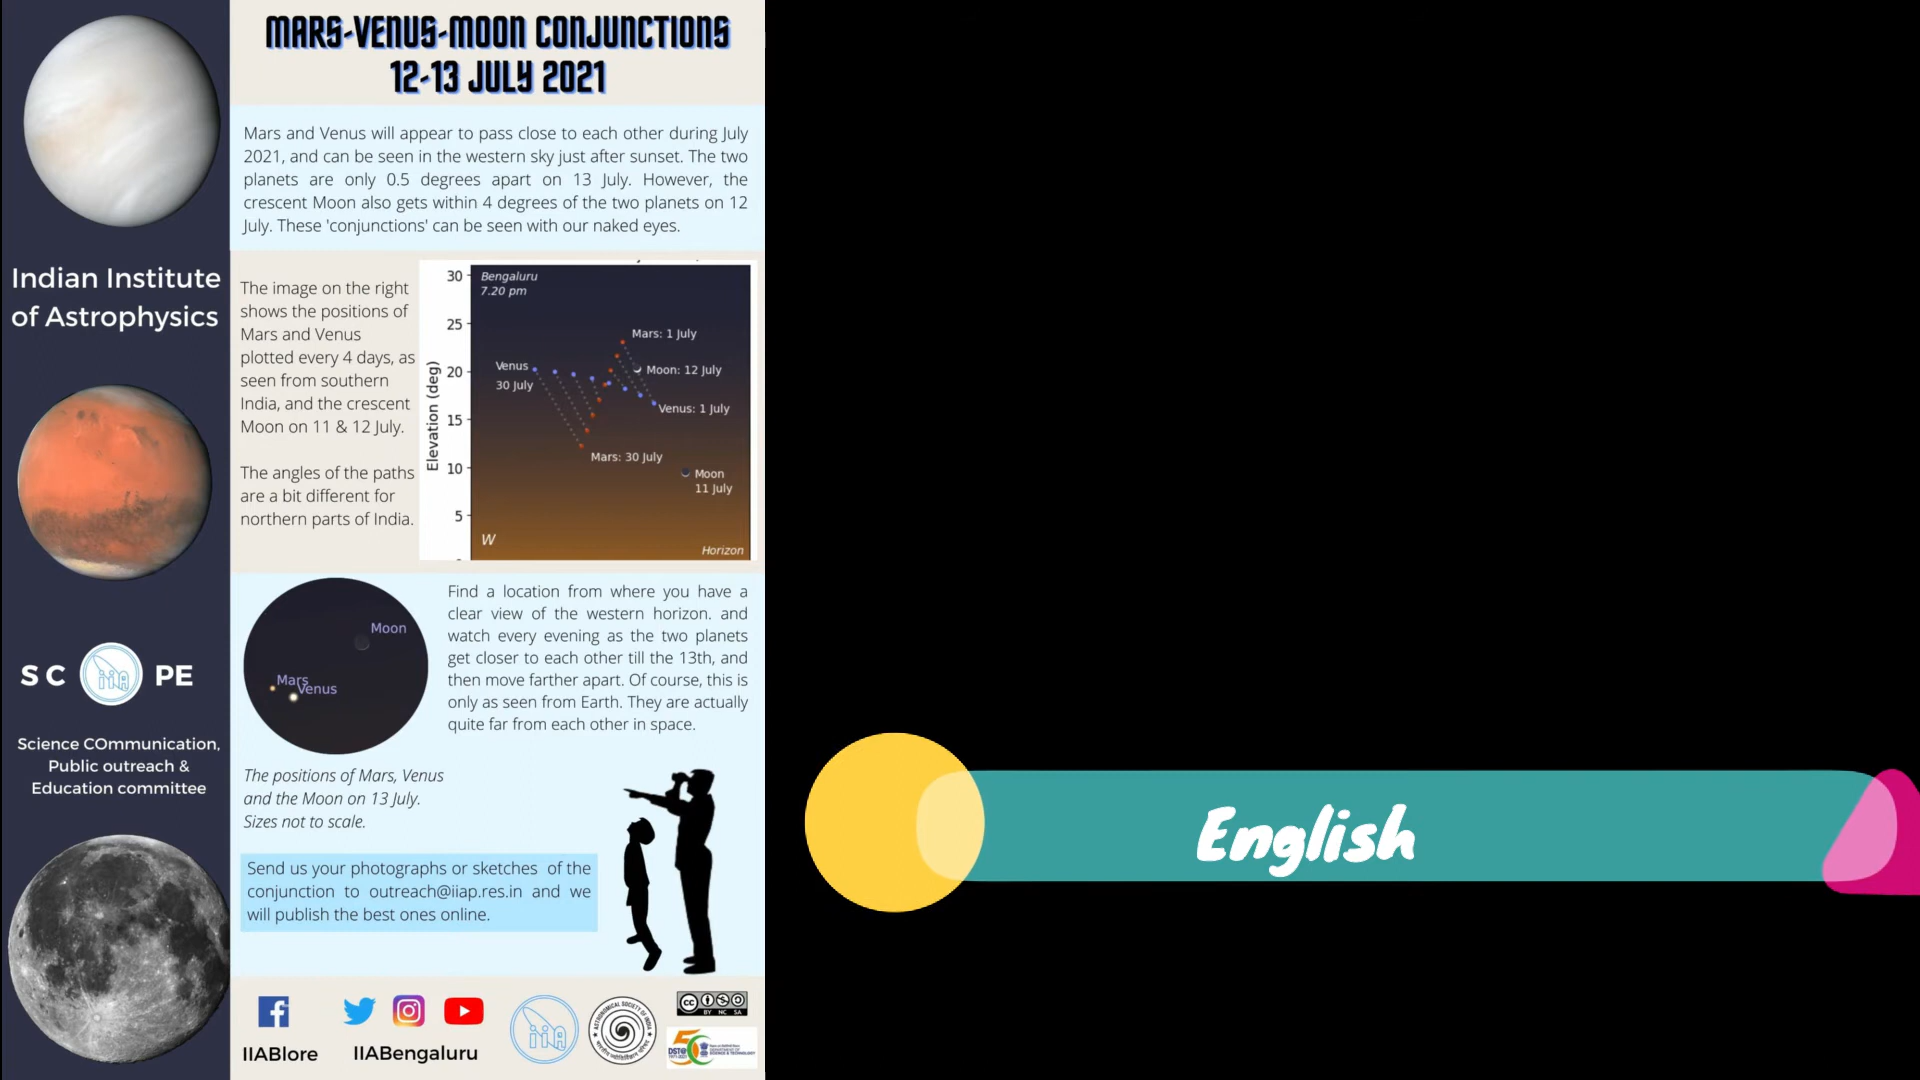 MARS-VENUS-MOON CONJUNCTIONS
12-13 JULY 2021
Mars and Venus will appear to pass close to each other during July
2021, and can be seen in the western sky just after sunset. The two
planets are only 0.5 degrees apart on 13 July. However, the
crescent Moon also gets within 4 degrees of the two planets on 12
July. These 'conjunctions' can be seen with our naked eyes.
Indian Institute
of Astrophysics
The image on the right
shows the positions of
Mars and Venus
plotted every 4 days, as
seen from southern
India, and the crescent
Moon on 11 & 12 July.
The angles of the paths
are a bit different for
northern parts of India.
Elevation (deg)
30
25
20
15
10
5
Bengaluru
7.20 pm
Mars: 1 July
Venus
30 July
Moon: 12 July
Venus: 1 July
Mars: 30 July
Moon
11 July
W
Horizon
SC IIA PE
Science COmmunication,
Public outreach &
Education committee
Moon
Mars
Venus
Find a location from where you have a
clear view of the western horizon. and
watch every evening as the two planets
get closer to each other till the 13th, and
then move farther apart. Of course, this is
only as seen from Earth. They are actually
quite far from each other in space.
The positions of Mars, Venus
and the Moon on 13 July.
Sizes not to scale.
Send us your photographs or sketches of the
conjunction to outreach@iiap.res.in and we
will publish the best ones online.
English
IIABlore
IIABengaluru
IIA
ASTRONOMICAL SOCIETY OF INDIA
CC
BY NC SA
DST@